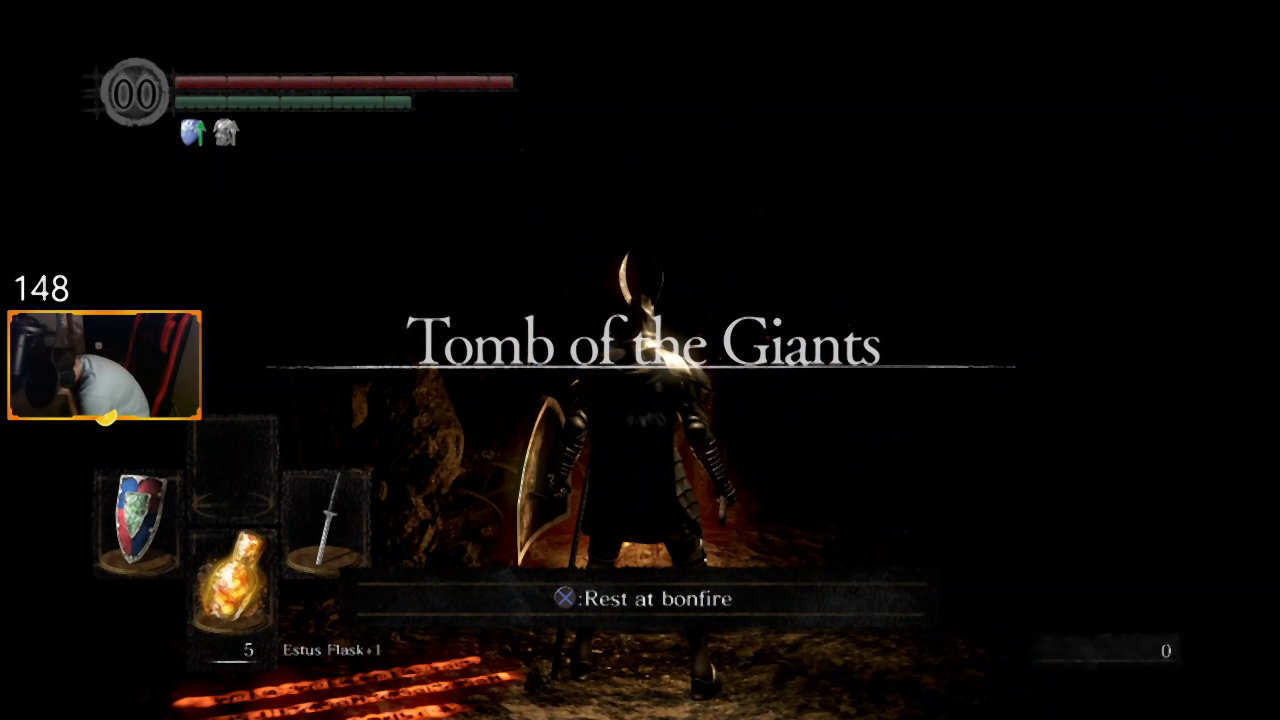 00
148
Tomb of the Giants
:Rest at bonfire
5 Estus Flask+1
0